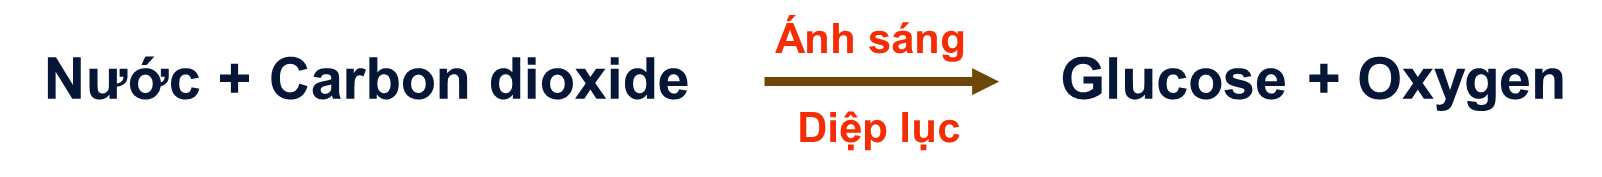 Ánh sáng
Nước + Carbon dioxide Glucose + Oxygen
Diệp lục